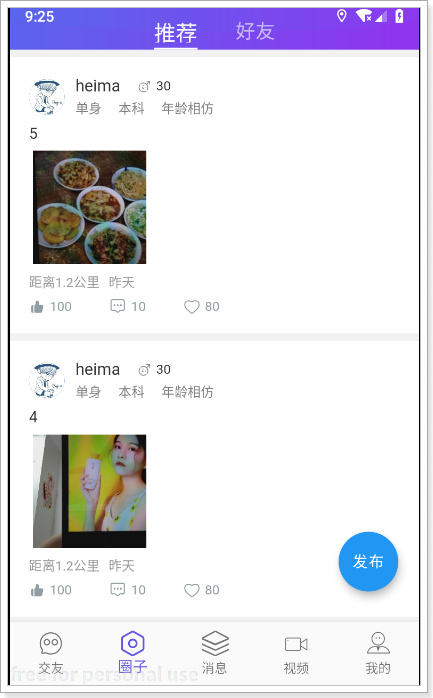 9:25
推荐 好友
heima 30
单身 本科 年龄相仿
5
距离1.2公里 昨天
100 10 80
heima 30
单身 本科 年龄相仿
4
距离1.2公里 昨天
100 10 80
发布
交友 圈子 消息 视频 我的
free for personal use